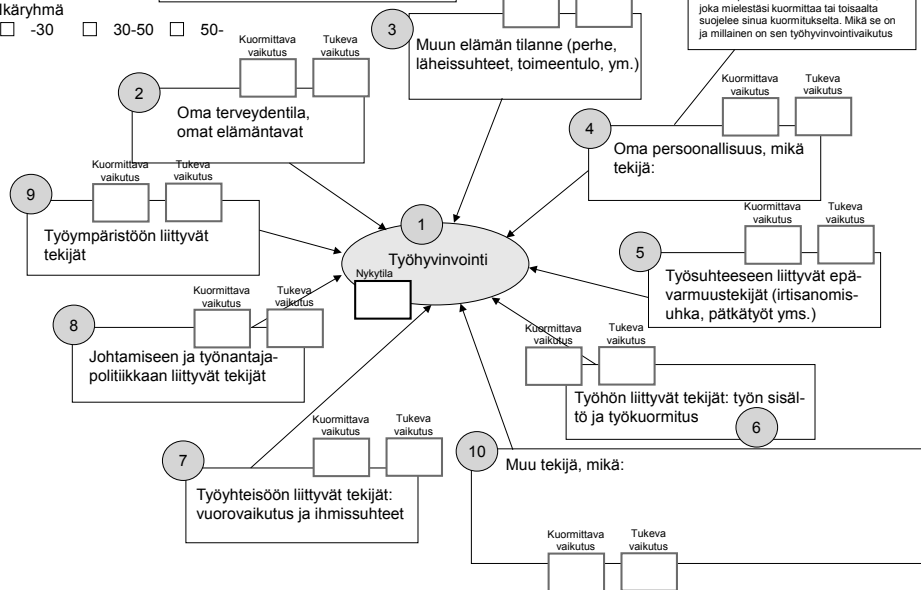 Ikäryhmä
-30 30-50 50-
joka mielestäsi kuormittaa tai toisaalta
suojelee sinua kuormitukselta. Mikä se on
ja millainen on sen työhyvinvointivaikutus
3
Muun elämän tilanne (perhe,
läheissuhteet, toimeentulo, ym.)
Kuormittava
vaikutus
Tukeva
vaikutus
2
Oma terveydentila,
omat elämäntavat
Kuormittava
vaikutus
Tukeva
vaikutus
4
Oma persoonallisuus, mikä
tekijä:
Kuormittava
vaikutus
Tukeva
vaikutus
9
Työympäristöön liittyvät
tekijät
1
Työhyvinvointi
Nykytila
Kuormittava
vaikutus
Tukeva
vaikutus
5
Työsuhteeseen liittyvät epä-
varmuustekijät (irtisanomis-
uhka, pätkätyöt yms.)
Kuormittava
vaikutus
Tukeva
vaikutus
8
Johtamiseen ja työnantaja-
politiikkaan liittyvät tekijät
Kuormittava
vaikutus
Tukeva
vaikutus
Työhön liittyvät tekijät: työn sisäl-
tö ja työkuormitus
6
Kuormittava
vaikutus
Tukeva
vaikutus
7
Työyhteisöön liittyvät tekijät:
vuorovaikutus ja ihmissuhteet
10
Muu tekijä, mikä:
Kuormittava
vaikutus
Tukeva
vaikutus